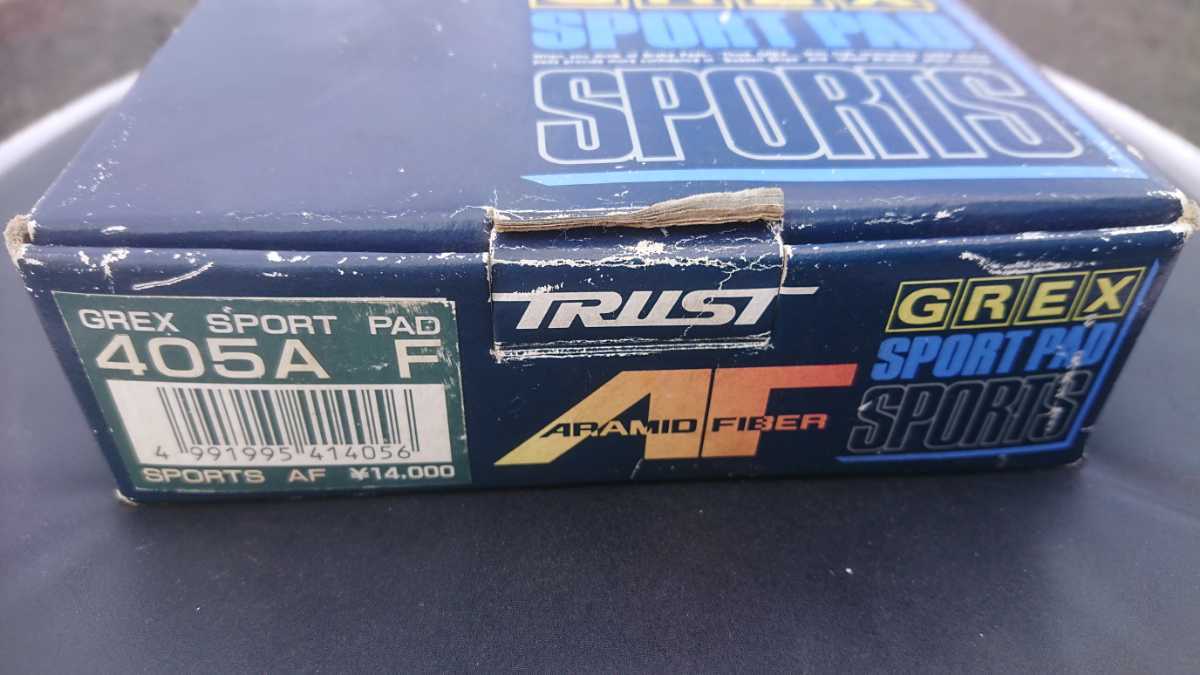 GREX
SPORT PAD
SPORTS
GREX SPORT PAD
405A F
4 991995 414056
SPORTS AF ¥14,000
TRUST
AF
ARAMID FIBER
GREX
SPORT PAD
SPORTS